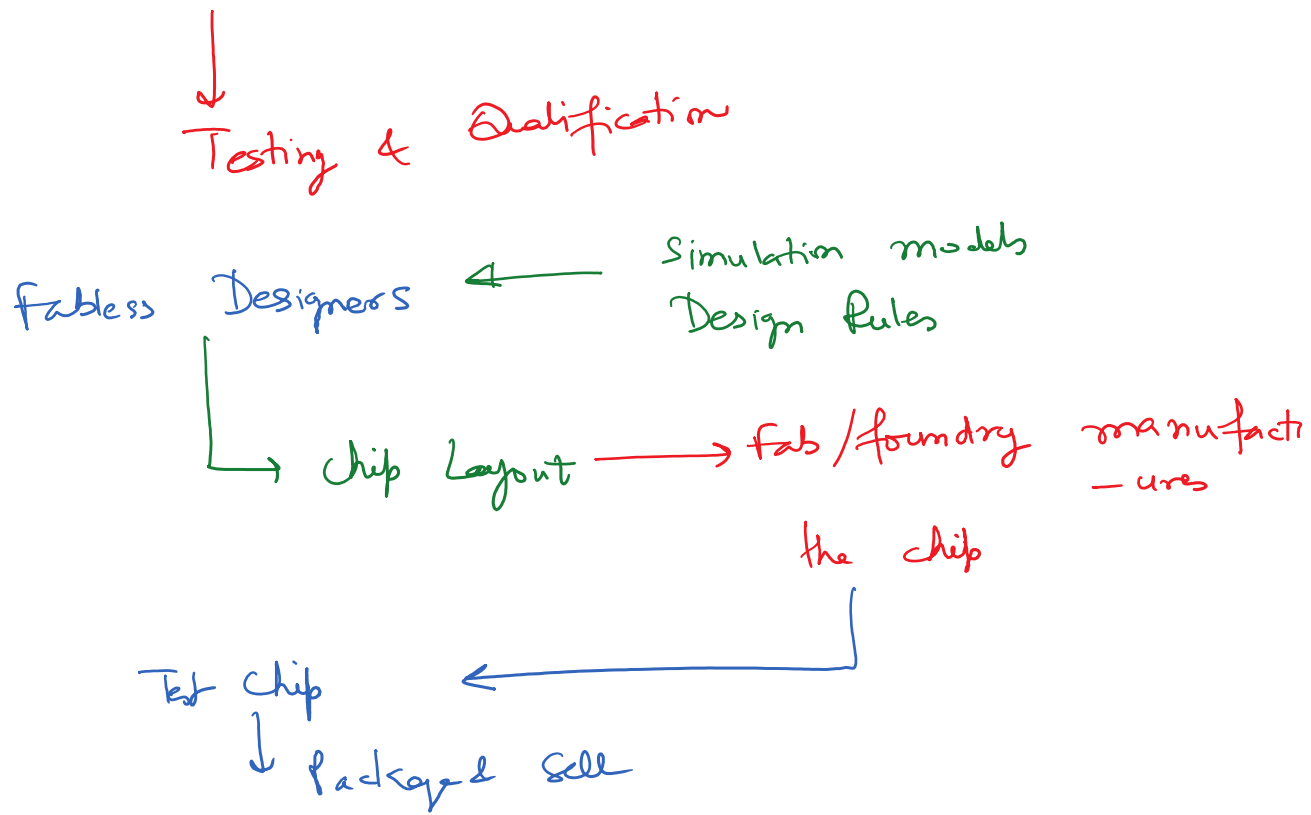 Testing & Qualification
Simulation models
Fabless Designers
Design Rules
Chip Layout
Fab/foundry manufact
-ures
the chip
Test Chip
Package & Sell